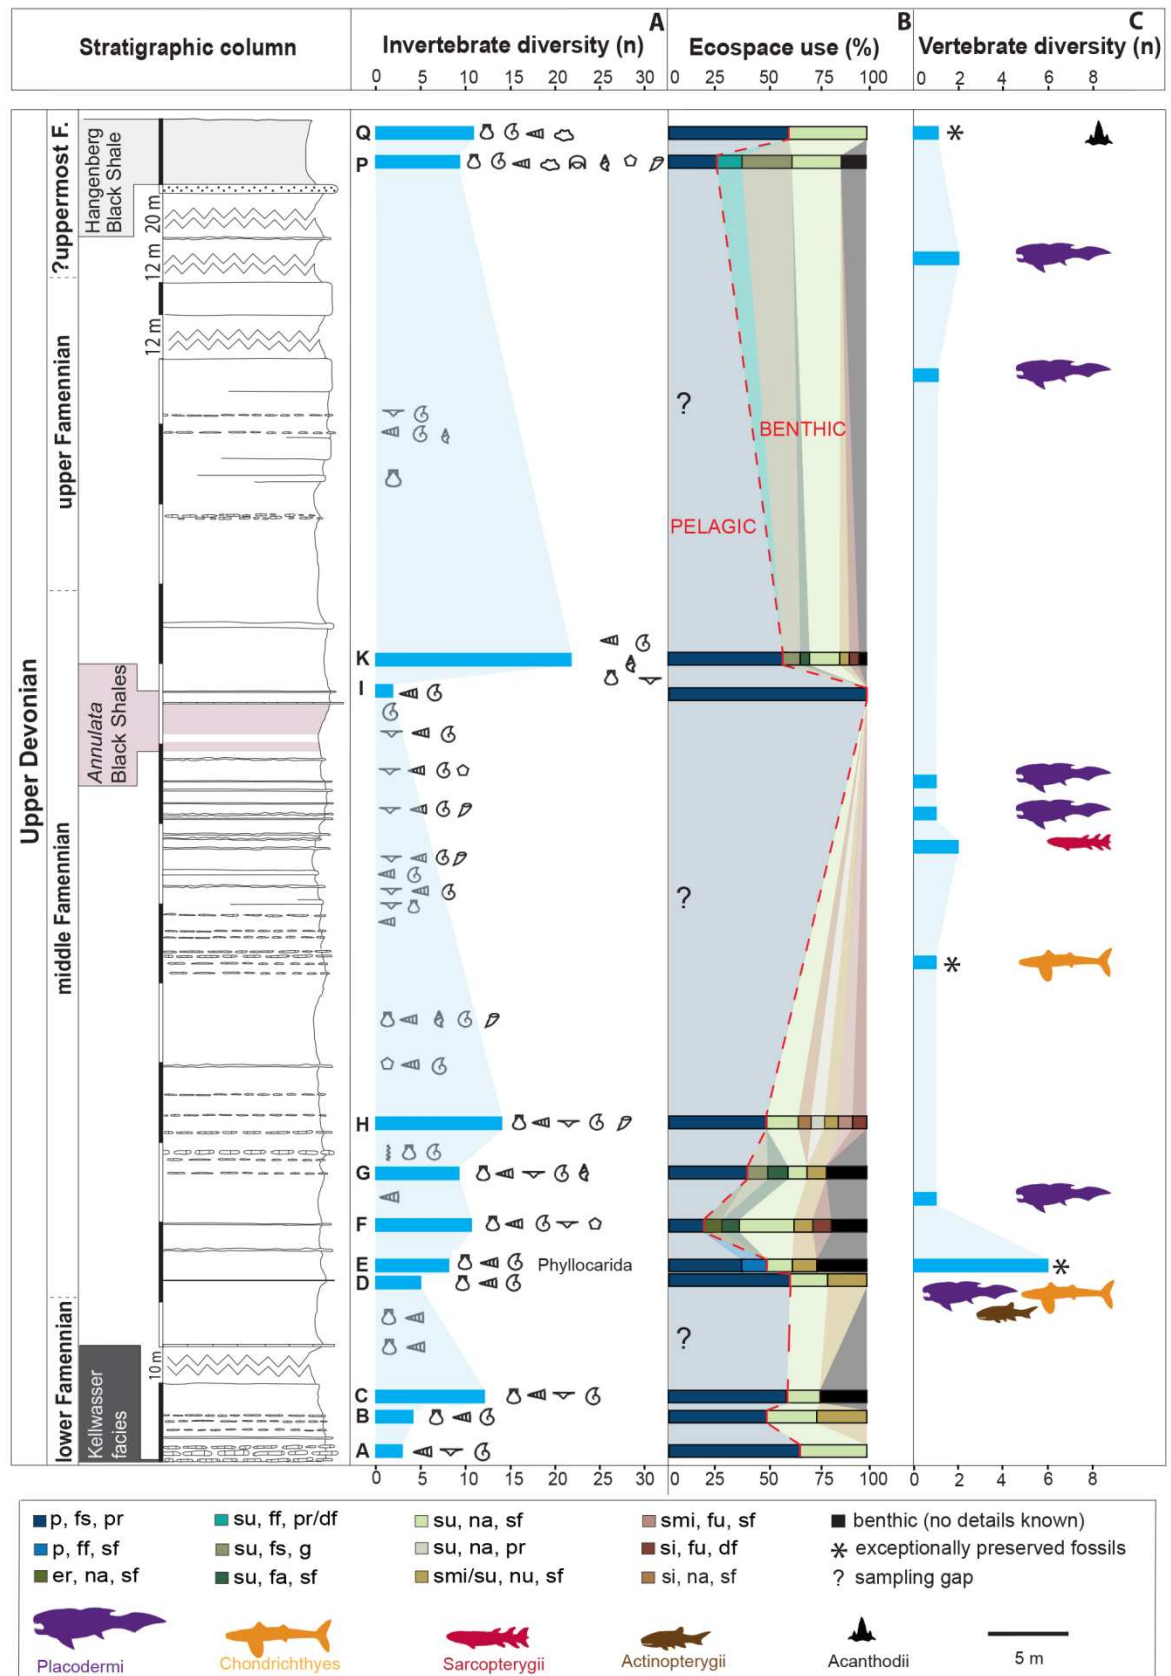 A B C
Stratigraphic column Invertebrate diversity (n) Ecospace use (%) Vertebrate diversity (n)
0 5 10 15 20 25 30 0 25 50 75 100 0 2 4 6 8
Upper Devonian
?uppermost F.
upper Famennian
middle Famennian
lower Famennian
Hangenberg
Black Shale
Annulata
Black Shales
Kellwasser
facies
20 m
12 m
12 m
10 m
Q *
P
?
BENTHIC
PELAGIC
K
I
?
*
H
G
F
E Phyllocarida *
D
?
C
B
A
0 5 10 15 20 25 30 0 25 50 75 100 0 2 4 6 8
p, fs, pr su, ff, pr/df su, na, sf smi, fu, sf benthic (no details known)
p, ff, sf su, fs, g su, na, pr si, fu, df * exceptionally preserved fossils
er, na, sf su, fa, sf smi/su, nu, sf si, na, sf ? sampling gap
Placodermi Chondrichthyes Sarcopterygii Actinopterygii Acanthodii 5 m